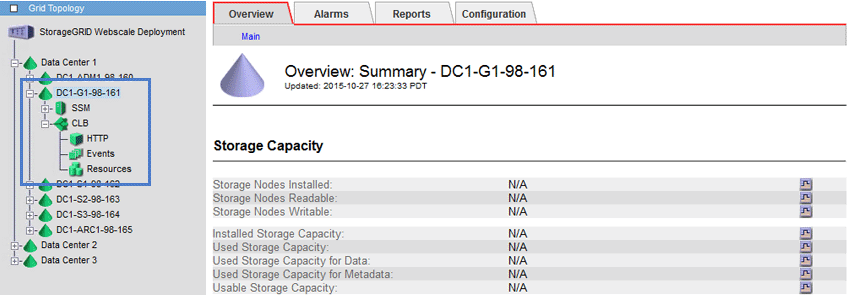 Grid Topology
StorageGRID Webscale Deployment
Data Center 1
DC1-ADM1-98-160
DC1-G1-98-161
SSM
CLB
HTTP
Events
Resources
DC1-S1-98-162
DC1-S2-98-163
DC1-S3-98-164
DC1-ARC1-98-165
Data Center 2
Data Center 3
Overview Alarms Reports Configuration
Main
Overview: Summary - DC1-G1-98-161
Updated: 2015-10-27 16:23:33 PDT
Storage Capacity
Storage Nodes Installed: N/A
Storage Nodes Readable: N/A
Storage Nodes Writable: N/A
Installed Storage Capacity: N/A
Used Storage Capacity: N/A
Used Storage Capacity for Data: N/A
Used Storage Capacity for Metadata: N/A
Usable Storage Capacity: N/A